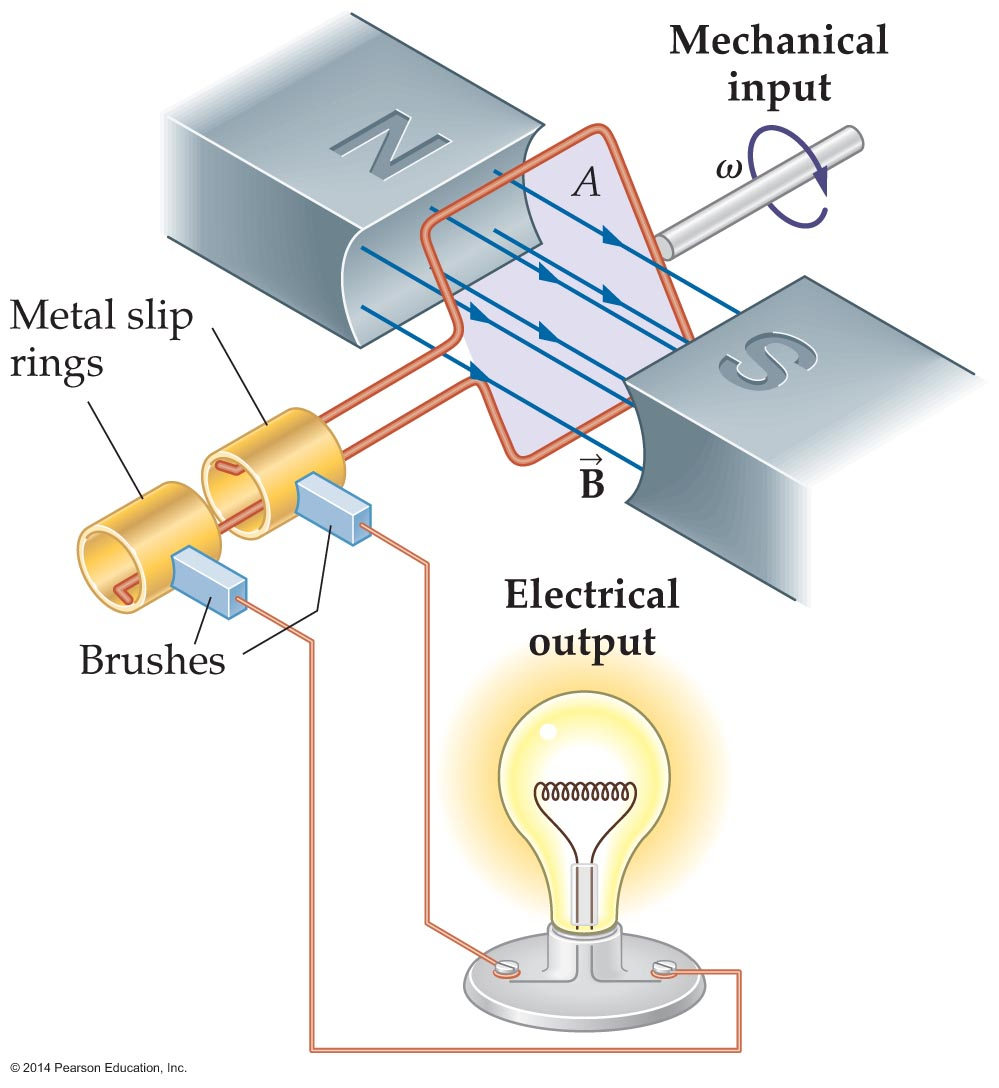 Mechanical
input
N
A
ω
Metal slip
rings
S
B
Electrical
output
Brushes
© 2014 Pearson Education, Inc.